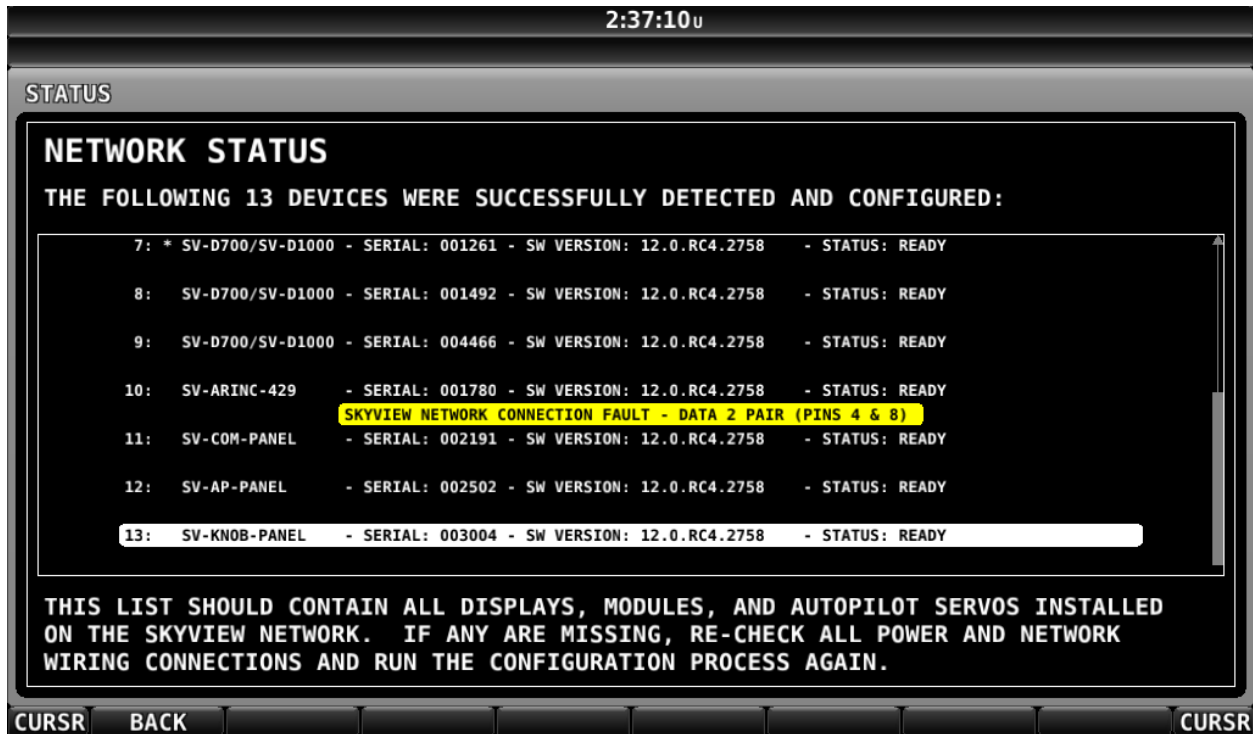 2:37:10U
STATUS
NETWORK STATUS
THE FOLLOWING 13 DEVICES WERE SUCCESSFULLY DETECTED AND CONFIGURED:
7: * SV-D700/SV-D1000 - SERIAL: 001261 - SW VERSION: 12.0.RC4.2758 - STATUS: READY
8: SV-D700/SV-D1000 - SERIAL: 001492 - SW VERSION: 12.0.RC4.2758 - STATUS: READY
9: SV-D700/SV-D1000 - SERIAL: 004466 - SW VERSION: 12.0.RC4.2758 - STATUS: READY
10: SV-ARINC-429 - SERIAL: 001780 - SW VERSION: 12.0.RC4.2758 - STATUS: READY
SKYVIEW NETWORK CONNECTION FAULT - DATA 2 PAIR (PINS 4 & 8)
11: SV-COM-PANEL - SERIAL: 002191 - SW VERSION: 12.0.RC4.2758 - STATUS: READY
12: SV-AP-PANEL - SERIAL: 002502 - SW VERSION: 12.0.RC4.2758 - STATUS: READY
13: SV-KNOB-PANEL - SERIAL: 003004 - SW VERSION: 12.0.RC4.2758 - STATUS: READY
THIS LIST SHOULD CONTAIN ALL DISPLAYS, MODULES, AND AUTOPILOT SERVOS INSTALLED
ON THE SKYVIEW NETWORK. IF ANY ARE MISSING, RE-CHECK ALL POWER AND NETWORK
WIRING CONNECTIONS AND RUN THE CONFIGURATION PROCESS AGAIN.
CURSR BACK CURSR